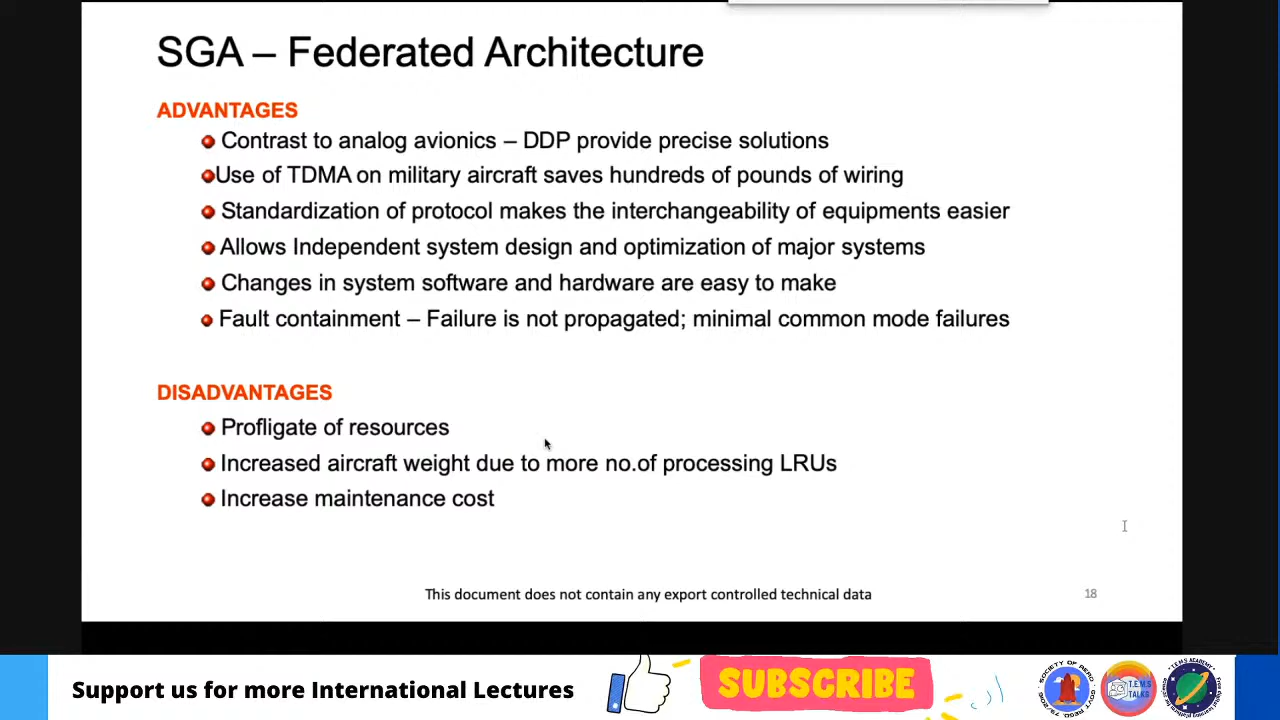 SGA – Federated Architecture
ADVANTAGES
Contrast to analog avionics – DDP provide precise solutions
Use of TDMA on military aircraft saves hundreds of pounds of wiring
Standardization of protocol makes the interchangeability of equipments easier
Allows Independent system design and optimization of major systems
Changes in system software and hardware are easy to make
Fault containment – Failure is not propagated; minimal common mode failures
DISADVANTAGES
Profligate of resources
Increased aircraft weight due to more no.of processing LRUs
Increase maintenance cost
This document does not contain any export controlled technical data
18
Support us for more International Lectures
SUBSCRIBE
SOCIETY OF AERO
T.E.M.S
TALKS
T.E.M.S ACADEMY